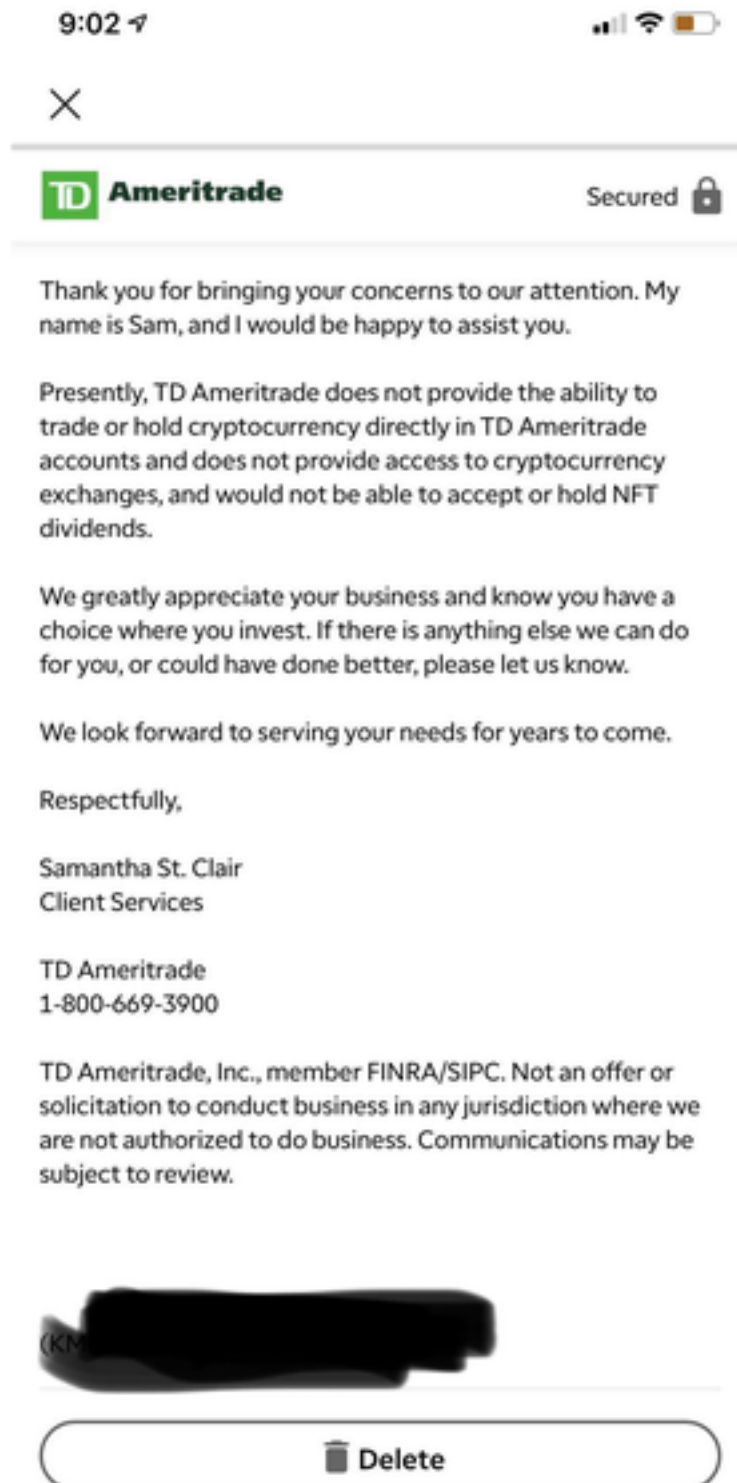 9:02
TD Ameritrade
Secured
Thank you for bringing your concerns to our attention. My
name is Sam, and I would be happy to assist you.
Presently, TD Ameritrade does not provide the ability to
trade or hold cryptocurrency directly in TD Ameritrade
accounts and does not provide access to cryptocurrency
exchanges, and would not be able to accept or hold NFT
dividends.
We greatly appreciate your business and know you have a
choice where you invest. If there is anything else we can do
for you, or could have done better, please let us know.
We look forward to serving your needs for years to come.
Respectfully,
Samantha St. Clair
Client Services
TD Ameritrade
1-800-669-3900
TD Ameritrade, Inc., member FINRA/SIPC. Not an offer or
solicitation to conduct business in any jurisdiction where we
are not authorized to do business. Communications may be
subject to review.
(KM
Delete